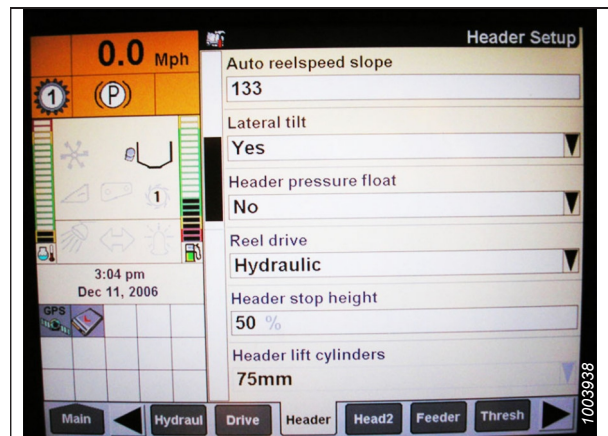 0.0 Mph
Header Setup
1
(P)
Auto reelspeed slope
133
Lateral tilt
Yes
Header pressure float
No
1
Reel drive
Hydraulic
3:04 pm
Dec 11, 2006
Header stop height
50 %
GPS
Header lift cylinders
75mm
Main
Hydraul
Drive
Header
Head2
Feeder
Thresh
1003938